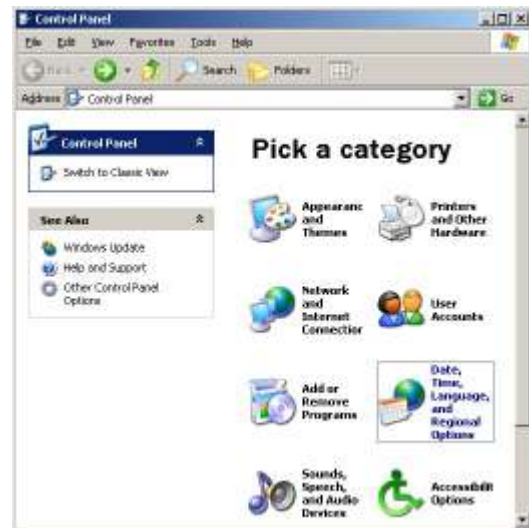 Control Panel
File Edit View Favorites Tools Help
Search Folders
Address Control Panel Go
Control Panel
Switch to Classic View
See Also
Windows Update
Help and Support
Other Control Panel
Options
Pick a category
Appearanc
and
Themes
Printers
and Other
Hardware
Network
and
Internet
Connection
User
Accounts
Add or
Remove
Programs
Date,
Time,
Language,
and
Regional
Options
Sounds,
Speech,
and Audio
Devices
Accessibilit
Options